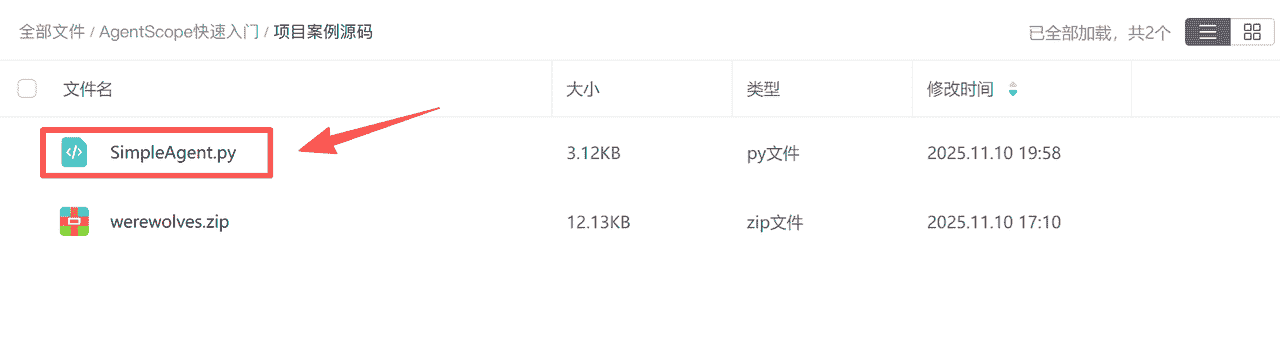 全部文件 / AgentScope快速入门 / 项目案例源码 已全部加载，共2个
文件名 大小 类型 修改时间
SimpleAgent.py 3.12KB py文件 2025.11.10 19:58
werewolves.zip 12.13KB zip文件 2025.11.10 17:10